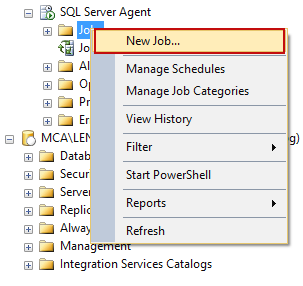 SQL Server Agent
Job
New Job...
Jo
Manage Schedules
Al
Manage Job Categories
Op
Pr
View History
Er
MCA\LEN
g)
Filter
Datab
Secur
Start PowerShell
Server
Replic
Reports
Alway
Refresh
Management
Integration Services Catalogs